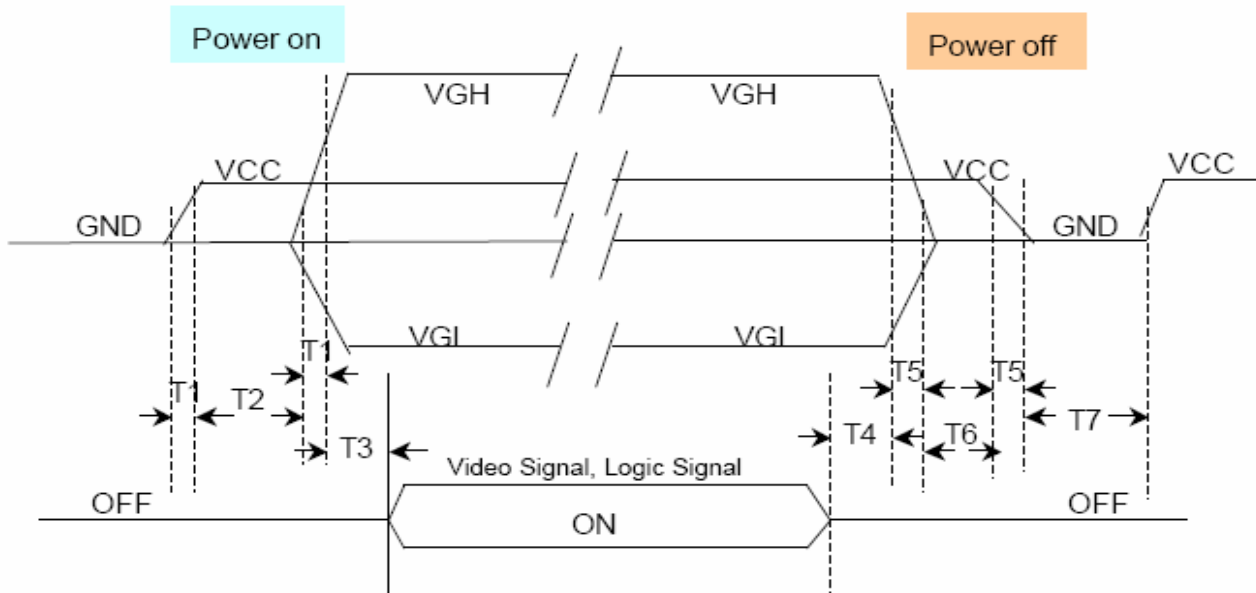 Power on
Power off
VGH
VGH
VCC
VCC
VCC
GND
GND
VGL
VGL
T1
T5
T5
T1
T2
T7
T3
T4
T6
Video Signal, Logic Signal
OFF
ON
OFF